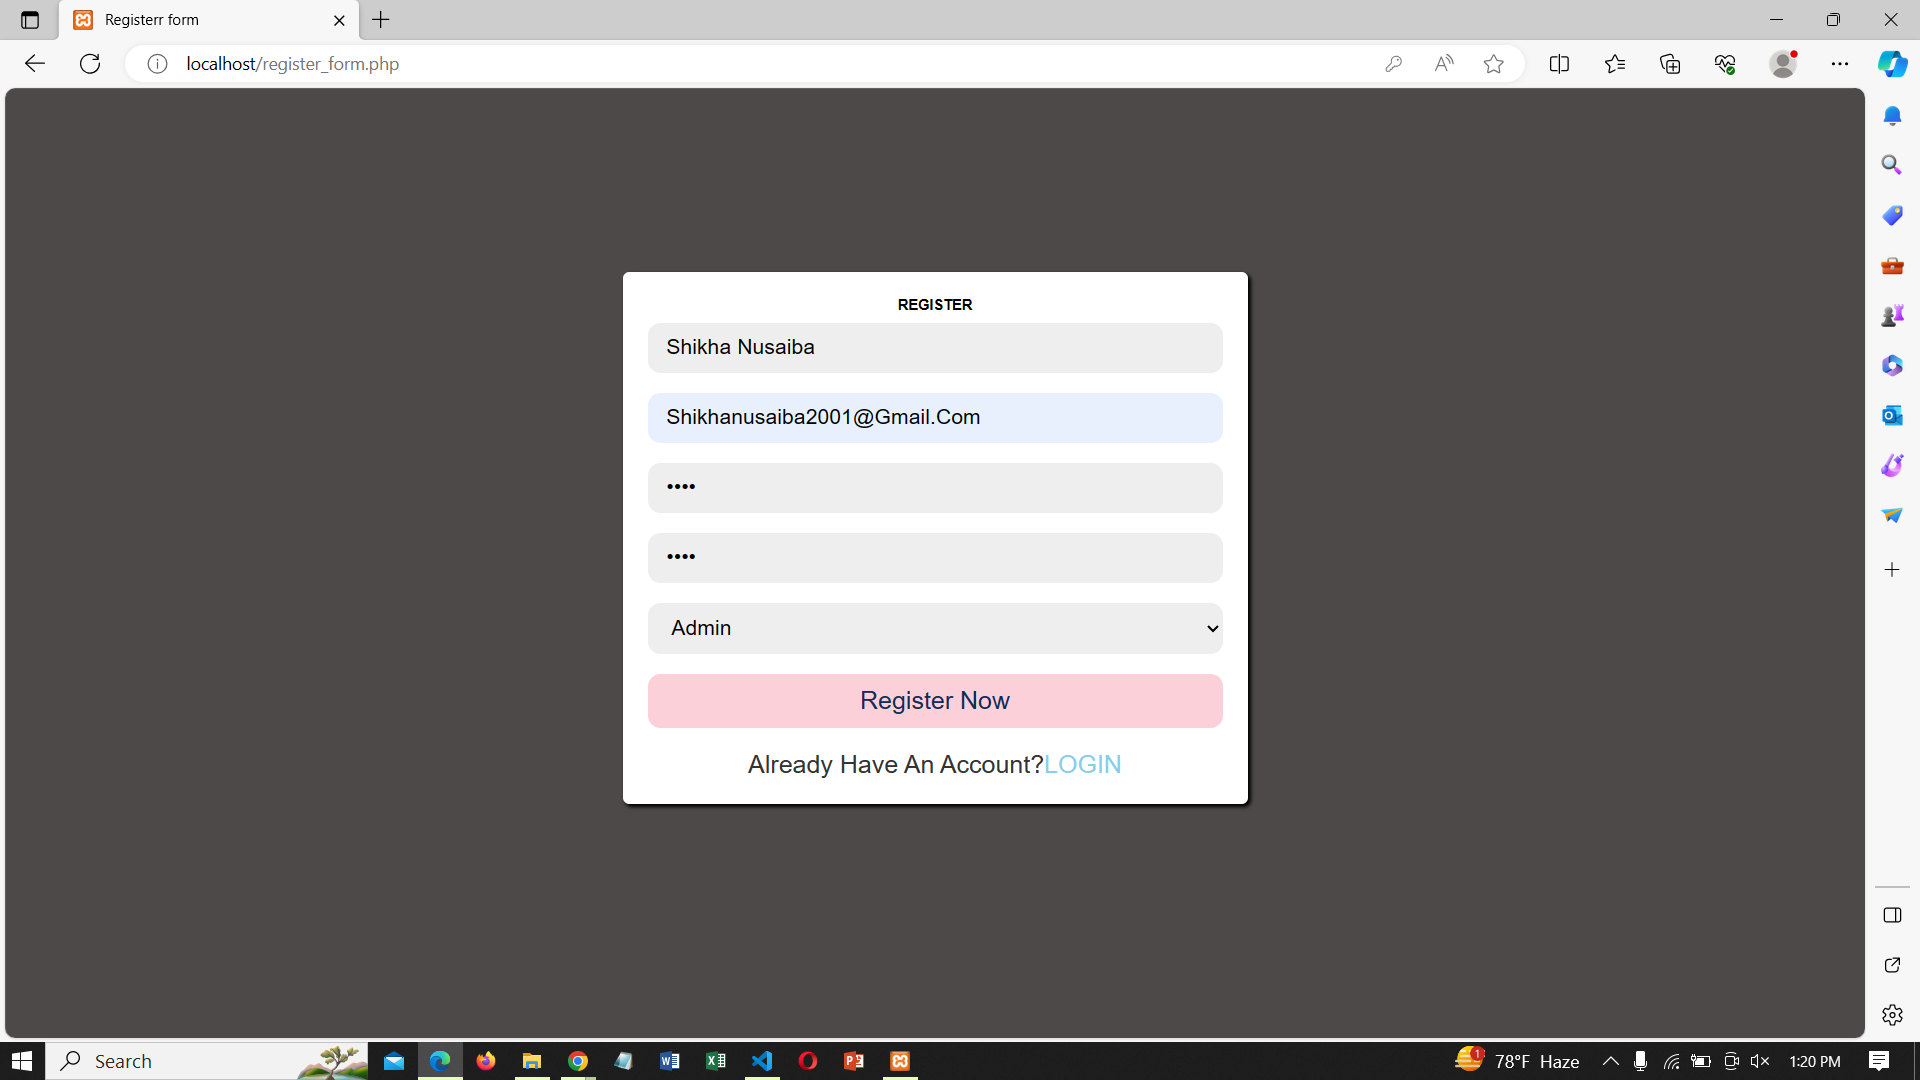 Registerr form
localhost/register_form.php
REGISTER
Shikha Nusaiba
Shikhanusaiba2001@Gmail.Com
••••
••••
Admin
Register Now
Already Have An Account?LOGIN
Search
1
78°F Haze
1:20 PM